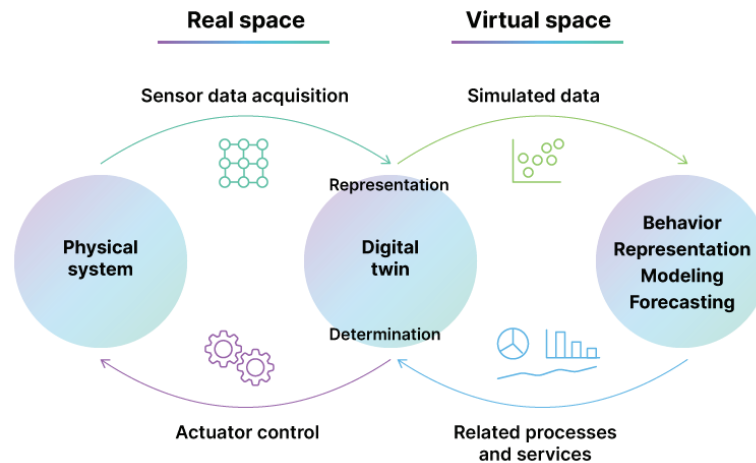 Real space
Virtual space
Sensor data acquisition
Simulated data
Representation
Physical
system
Digital
twin
Behavior
Representation
Modeling
Forecasting
Determination
Actuator control
Related processes
and services